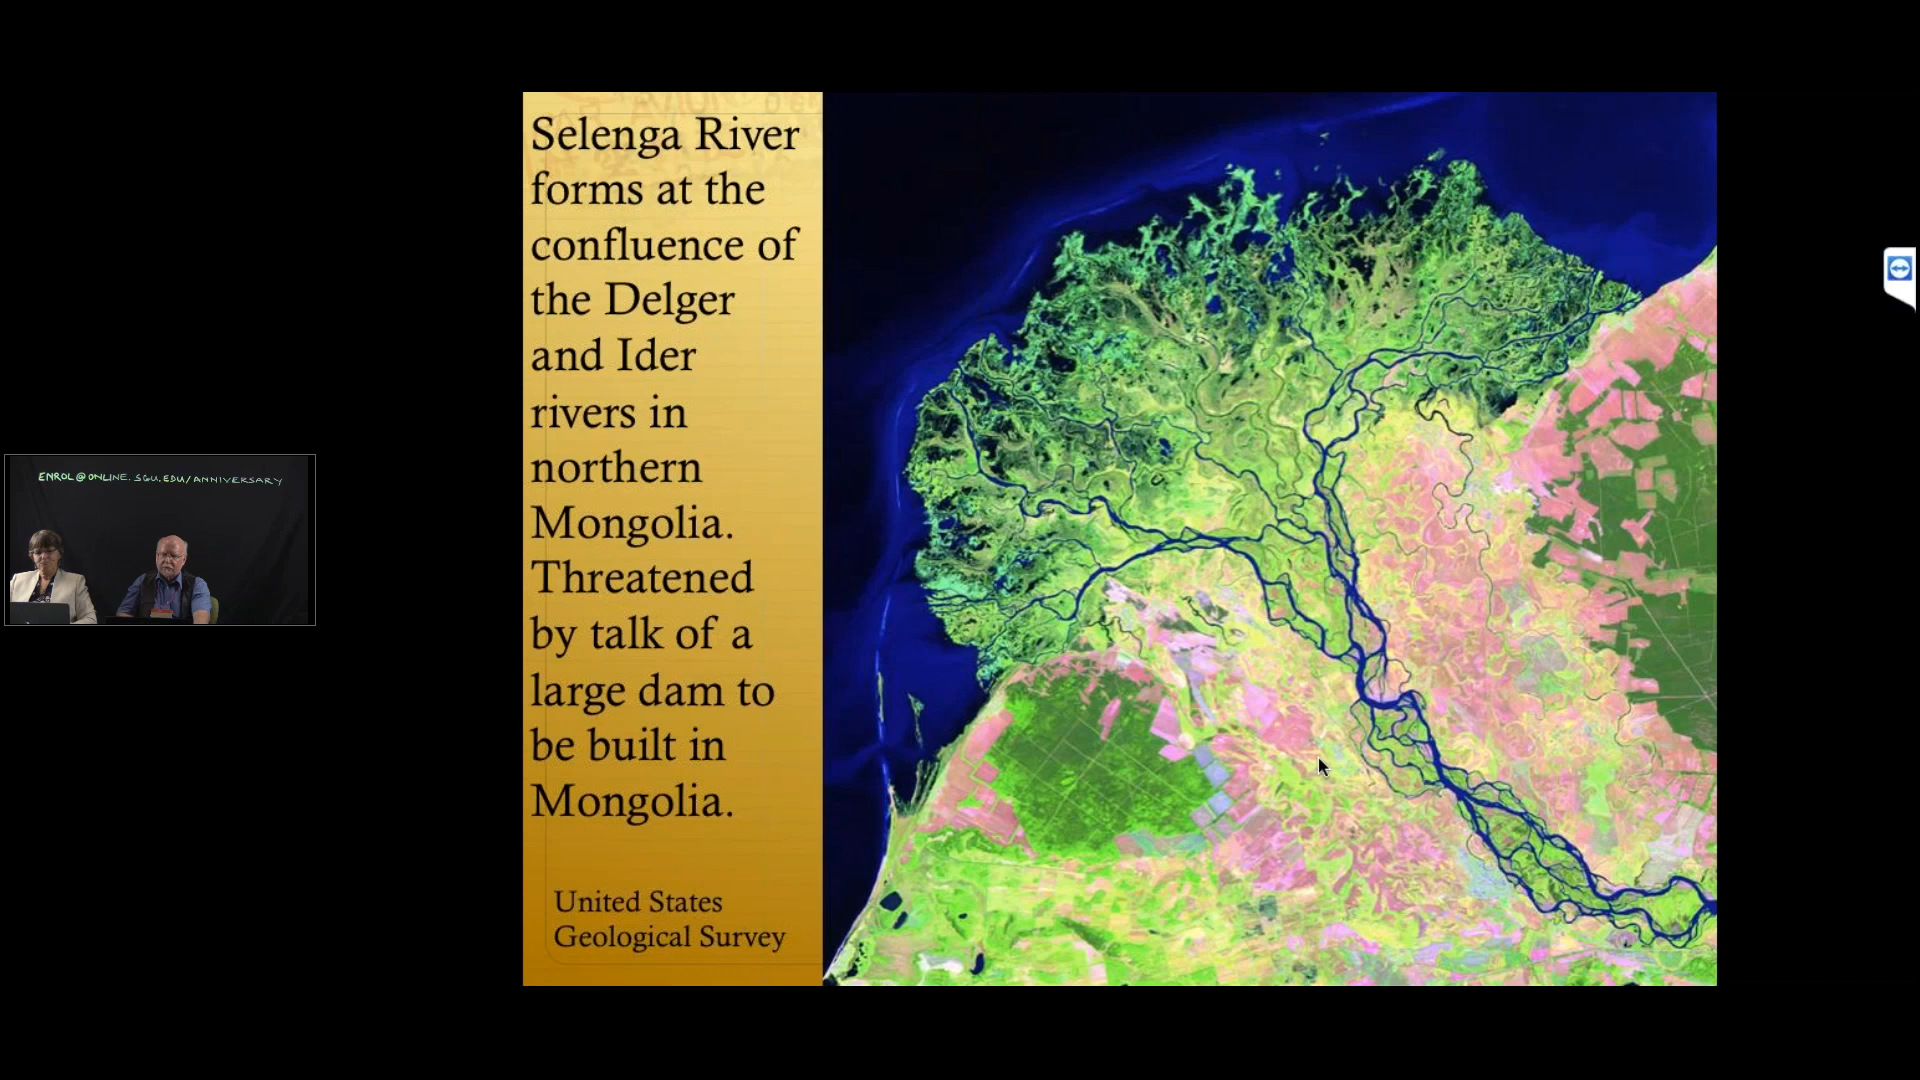 Selenga River
forms at the
confluence of
the Delger
and Ider
rivers in
northern
Mongolia.
Threatened
by talk of a
large dam to
be built in
Mongolia.
United States
Geological Survey
ENROL@ONLINE.SGU.EDU/ANNIVERSARY